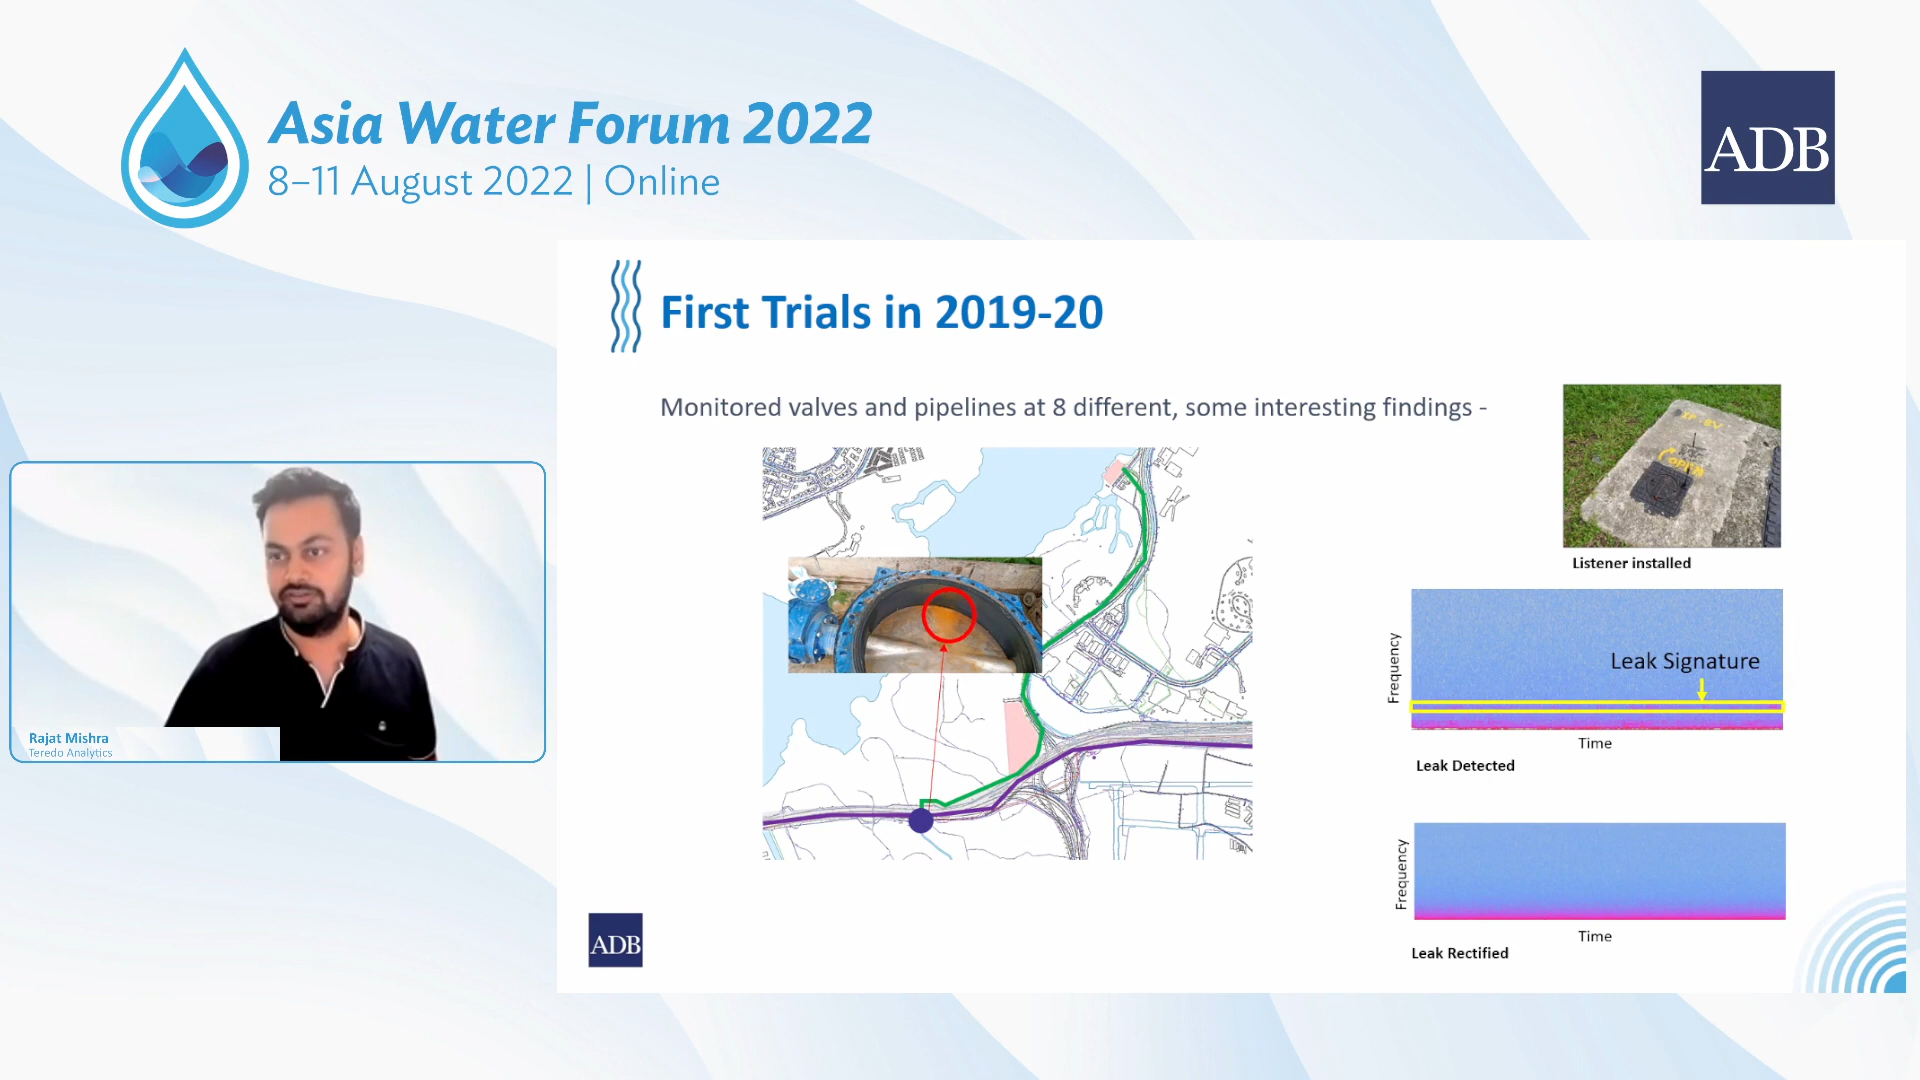 Asia Water Forum 2022
8–11 August 2022 | Online
ADB
First Trials in 2019-20
Monitored valves and pipelines at 8 different, some interesting findings -
OPEN
Listener installed
Frequency
Leak Signature
Time
Leak Detected
Frequency
Time
Leak Rectified
ADB
Rajat Mishra
Teredo Analytics